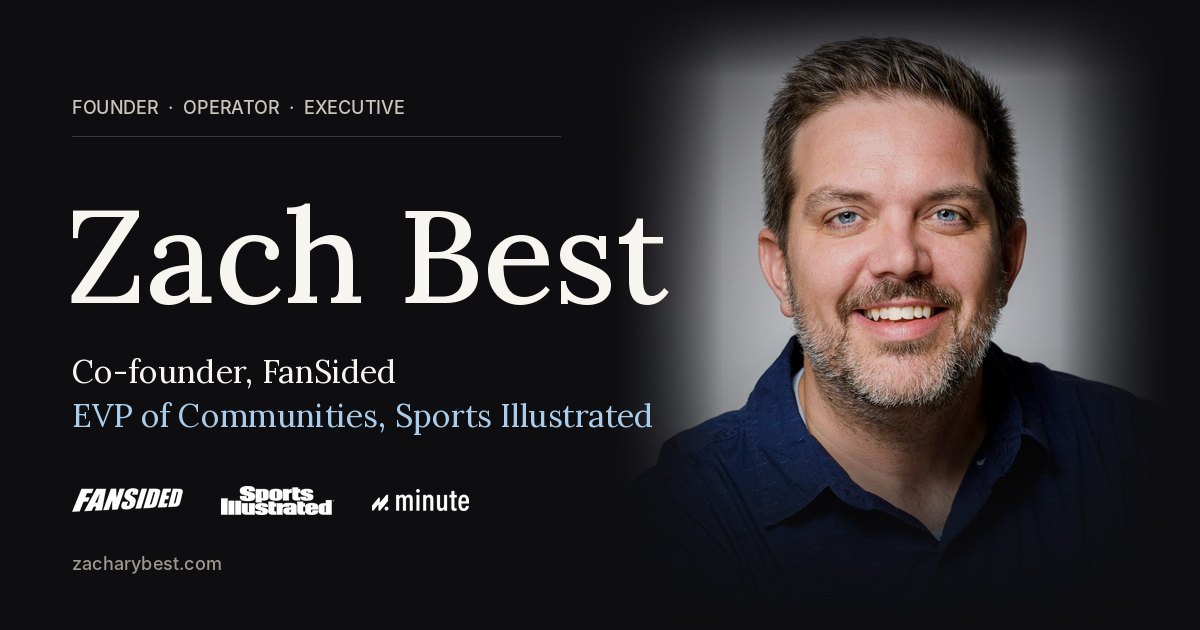 FOUNDER · OPERATOR · EXECUTIVE
Zach Best
Co-founder, FanSided
EVP of Communities, Sports Illustrated
FANSIDED Sports Illustrated minute
zacharybest.com